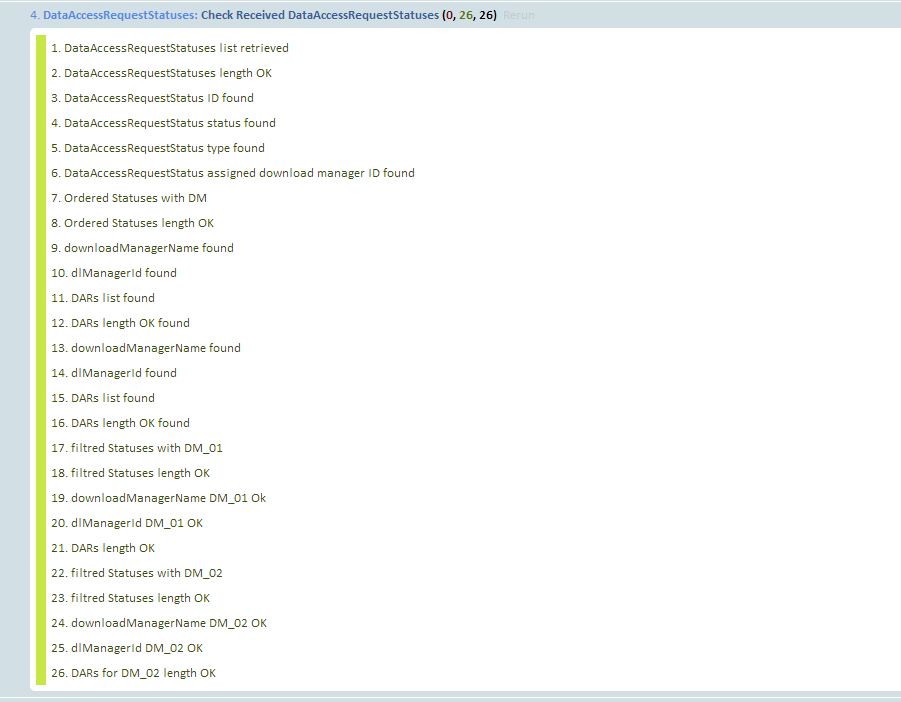 4. DataAccessRequestStatuses: Check Received DataAccessRequestStatuses (0, 26, 26) Rerun
1. DataAccessRequestStatuses list retrieved
2. DataAccessRequestStatuses length OK
3. DataAccessRequestStatus ID found
4. DataAccessRequestStatus status found
5. DataAccessRequestStatus type found
6. DataAccessRequestStatus assigned download manager ID found
7. Ordered Statuses with DM
8. Ordered Statuses length OK
9. downloadManagerName found
10. dlManagerId found
11. DARs list found
12. DARs length OK found
13. downloadManagerName found
14. dlManagerId found
15. DARs list found
16. DARs length OK found
17. filtred Statuses with DM_01
18. filtred Statuses length OK
19. downloadManagerName DM_01 Ok
20. dlManagerId DM_01 OK
21. DARs length OK
22. filtred Statuses with DM_02
23. filtred Statuses length OK
24. downloadManagerName DM_02 OK
25. dlManagerId DM_02 OK
26. DARs for DM_02 length OK